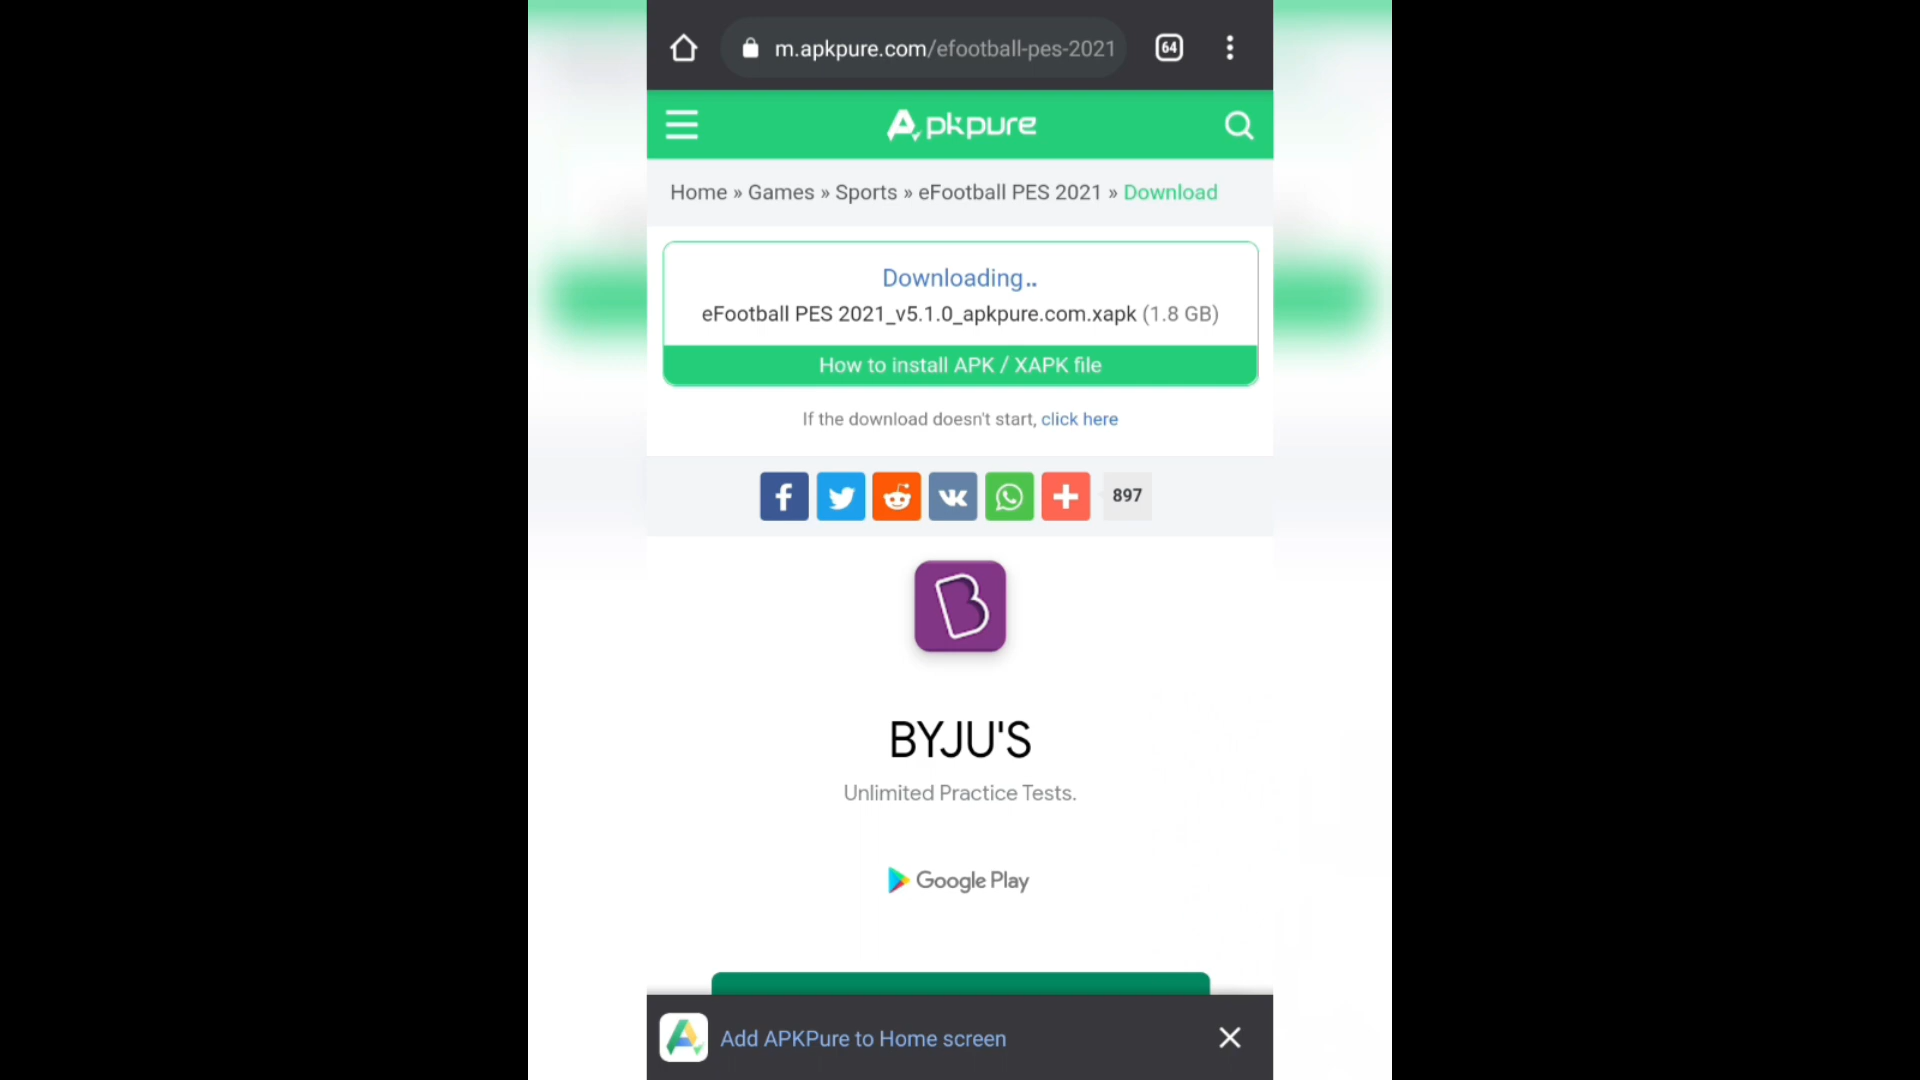 m.apkpure.com/efootball-pes-2021
64
Apkpure
Home » Games » Sports » eFootball PES 2021 » Download
Downloading..
eFootball PES 2021_v5.1.0_apkpure.com.xapk (1.8 GB)
How to install APK / XAPK file
If the download doesn't start, click here
897
BYJU'S
Unlimited Practice Tests.
Google Play
Add APKPure to Home screen